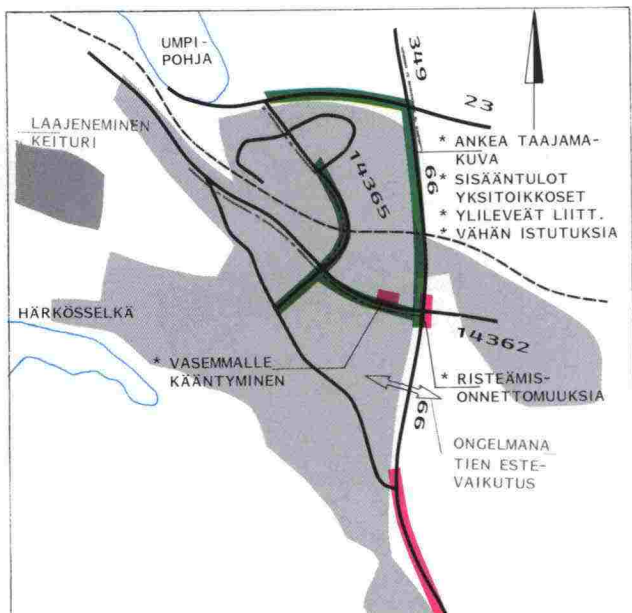 UMPI-
POHJA
349
23
LAAJENEMINEN
KEITURI
* ANKEA TAAJAMA-
KUVA
* SISÄÄNTULOT
YKSITOIKKOSET
* YLILEVEÄT LIITT.
* VÄHÄN ISTUTUKSIA
66
14365
HÄRKÖSSELKÄ
14362
* VASEMMALLE
KÄÄNTYMINEN
* RISTEÄMIS-
ONNETTOMUUKSIA
66
ONGELMANA
TIEN ESTE-
VAIKUTUS